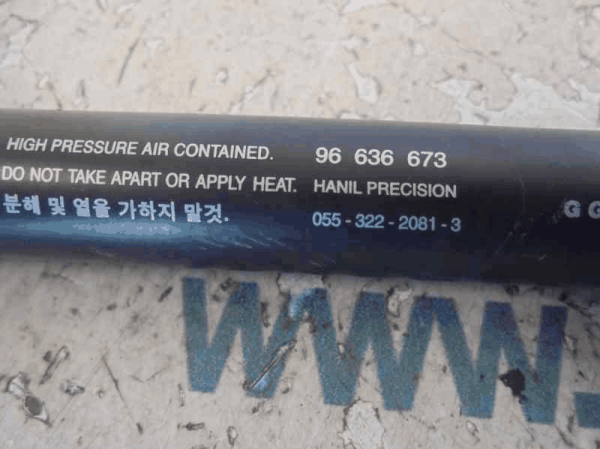 HIGH PRESSURE AIR CONTAINED. 96 636 673
DO NOT TAKE APART OR APPLY HEAT. HANIL PRECISION
분해 및 열을 가하지 말것. 055-322-2081-3
G G
WWW.